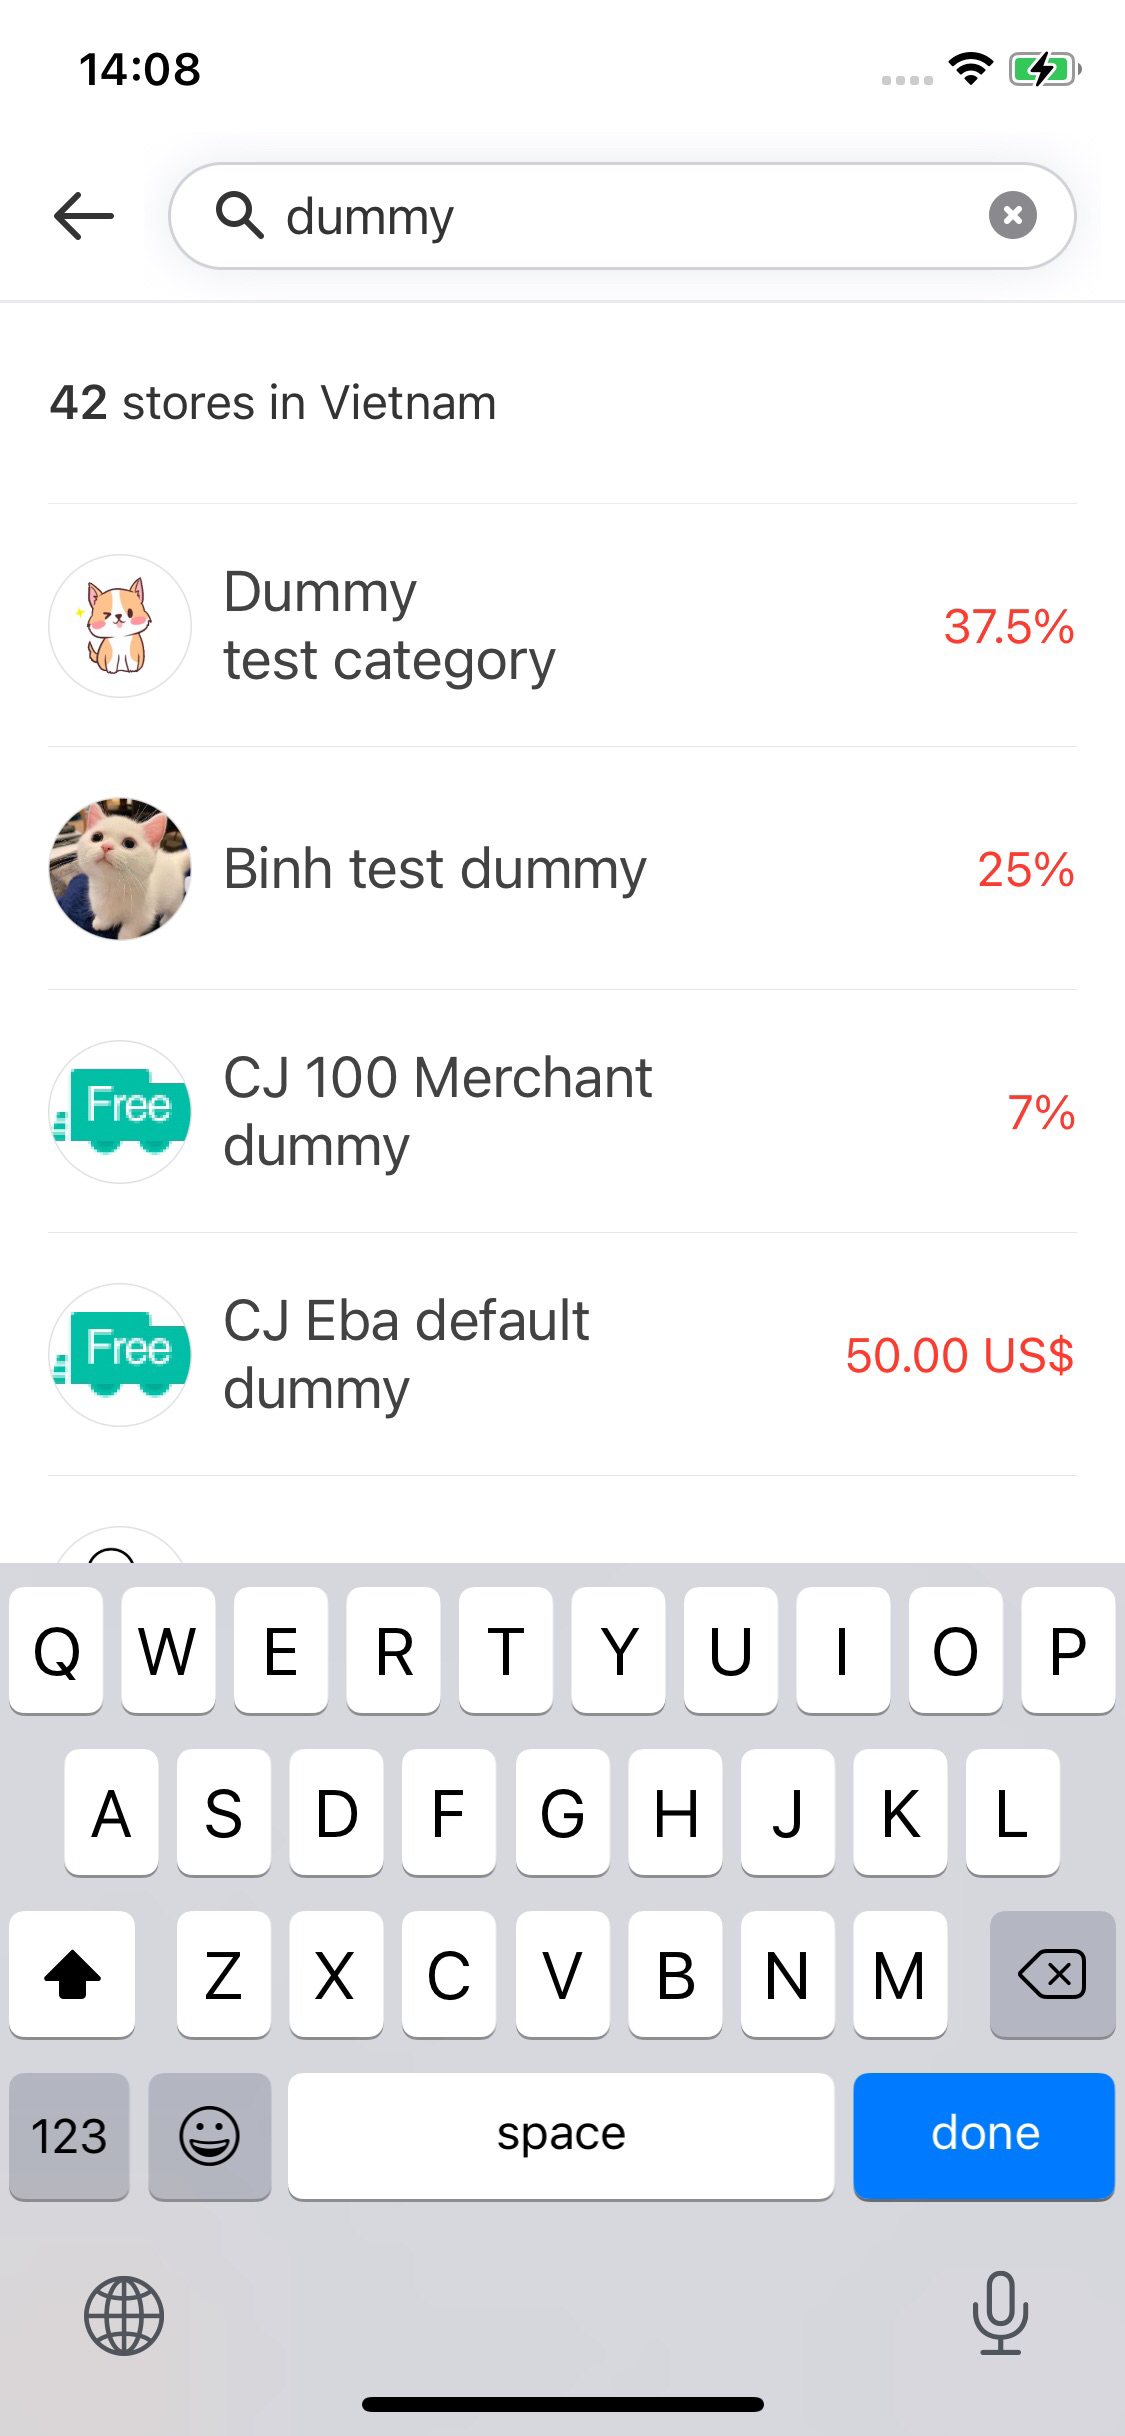 14:08
dummy
42 stores in Vietnam
Dummy
test category
37.5%
Binh test dummy
25%
Free
CJ 100 Merchant
dummy
7%
Free
CJ Eba default
dummy
50.00 US$
Q W E R T Y U I O P
A S D F G H J K L
Z X C V B N M
123 space done